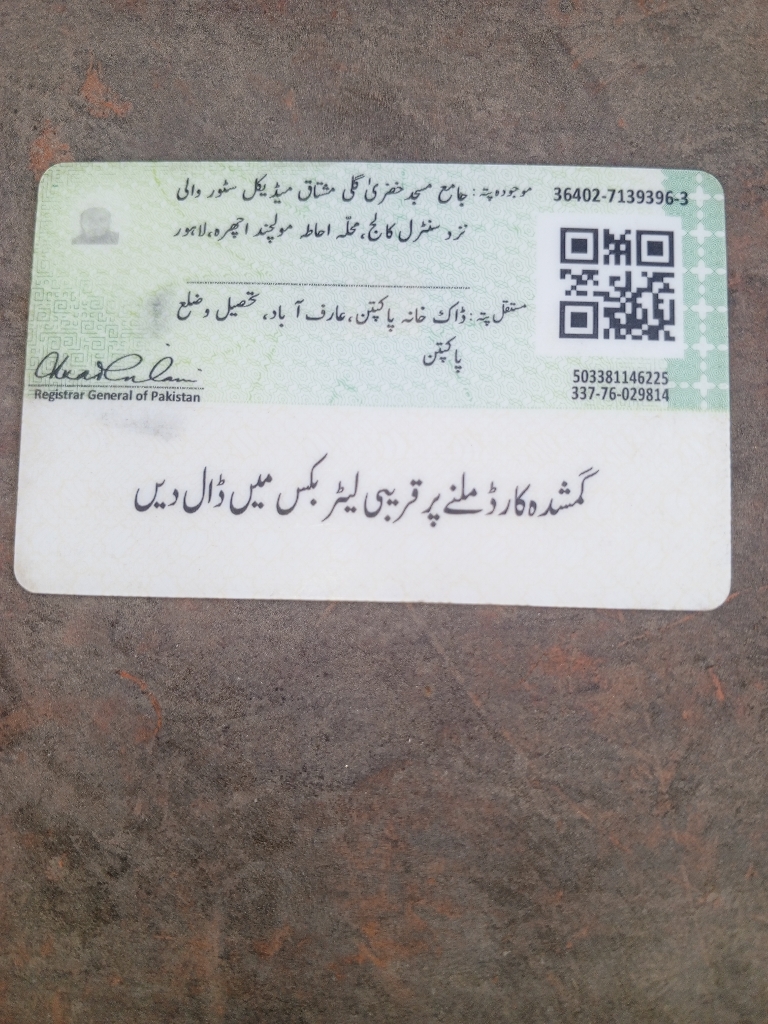 موجودہ پتہ: جامع مسجد خضریٰ گلی مشتاق میڈیکل سٹور والی
36402-7139396-3
نزد سنٹرل کالج، محلّہ احاطہ مولچند اچھرہ، لاہور
مستقل پتہ: ڈاک خانہ پاکپتن، عارف آباد، تحصیل و ضلع
پاکپتن
503381146225
337-76-029814
Registrar General of Pakistan
گمشدہ کارڈ ملنے پر قریبی لیٹر بکس میں ڈال دیں